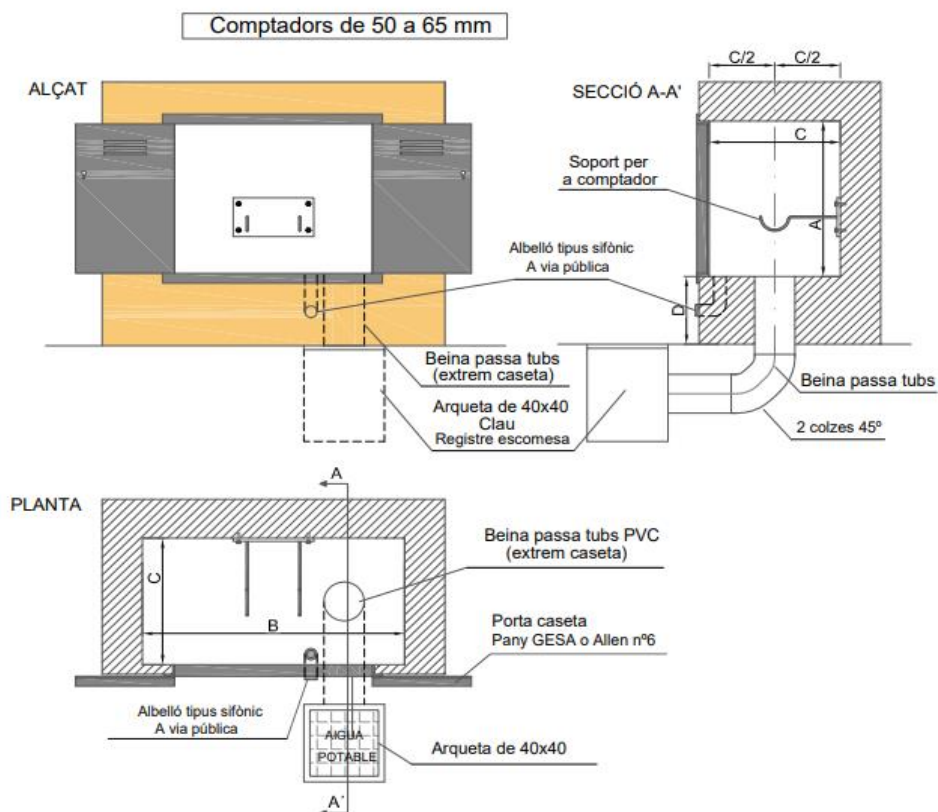 Comptadors de 50 a 65 mm
ALÇAT
SECCIÓ A-A'
C/2
C/2
C
A
D
Soport per
a comptador
Albelló tipus sifònic
A via pública
Beina passa tubs
(extrem caseta)
Arqueta de 40x40
Clau
Registre escomesa
Beina passa tubs
2 colzes 45º
PLANTA
A
C
B
Beina passa tubs PVC
(extrem caseta)
Porta caseta
Pany GESA o Allen nº6
Albelló tipus sifònic
A via pública
AIGUA
POTABLE
Arqueta de 40x40
A'